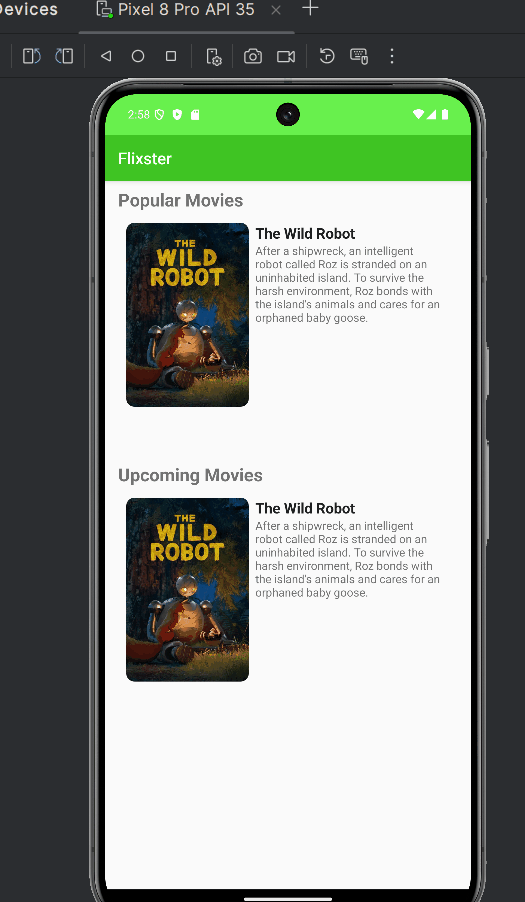 Devices
Pixel 8 Pro API 35
2:58
Flixster
Popular Movies
THE
WILD
ROBOT
The Wild Robot
After a shipwreck, an intelligent
robot called Roz is stranded on an
uninhabited island. To survive the
harsh environment, Roz bonds with
the island's animals and cares for an
orphaned baby goose.
Upcoming Movies
THE
WILD
ROBOT
The Wild Robot
After a shipwreck, an intelligent
robot called Roz is stranded on an
uninhabited island. To survive the
harsh environment, Roz bonds with
the island's animals and cares for an
orphaned baby goose.